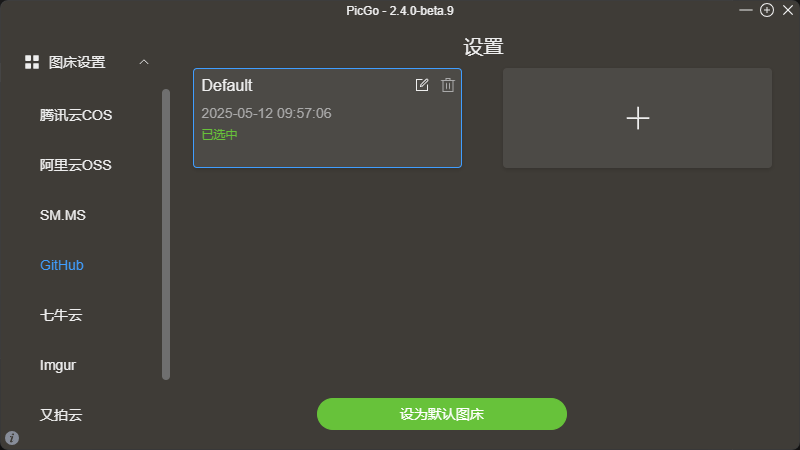 PicGo - 2.4.0-beta.9
图床设置
腾讯云COS
阿里云OSS
SM.MS
GitHub
七牛云
Imgur
又拍云
设置
Default
2025-05-12 09:57:06
已选中
设为默认图床